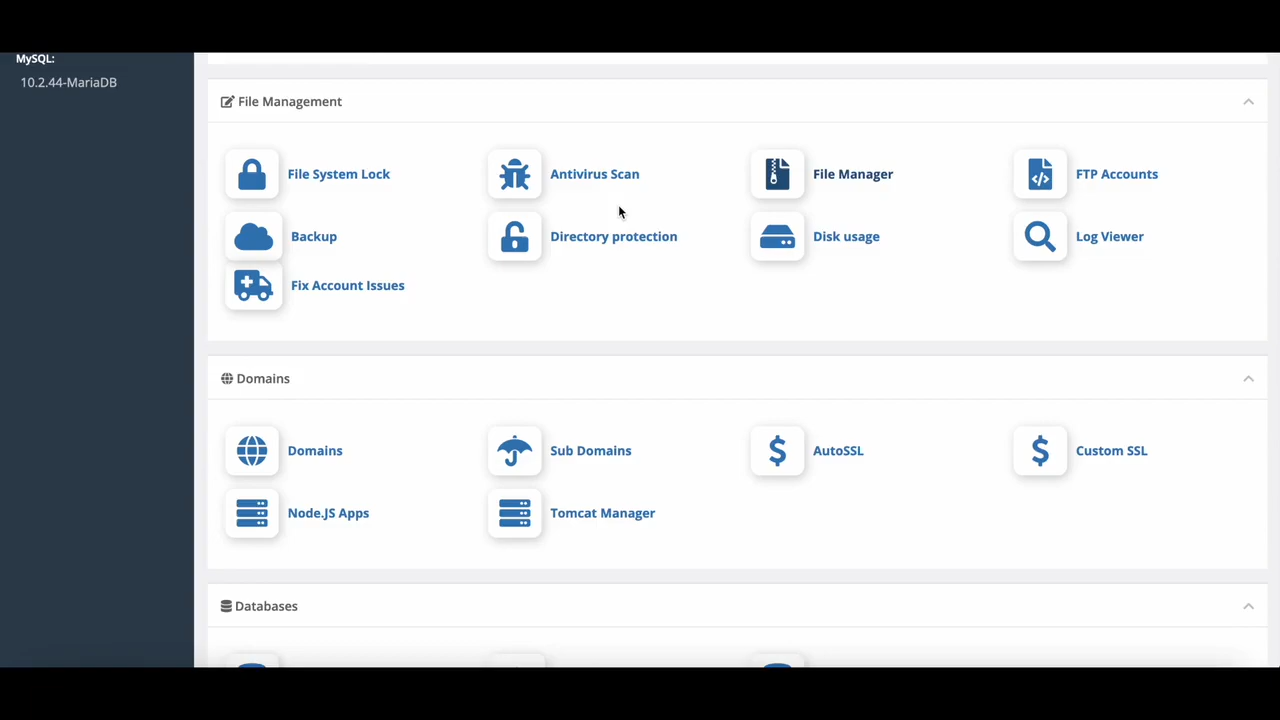 MySQL:
10.2.44-MariaDB
File Management
File System Lock
Antivirus Scan
File Manager
FTP Accounts
Backup
Directory protection
Disk usage
Log Viewer
Fix Account Issues
Domains
Domains
Sub Domains
AutoSSL
Custom SSL
Node.JS Apps
Tomcat Manager
Databases